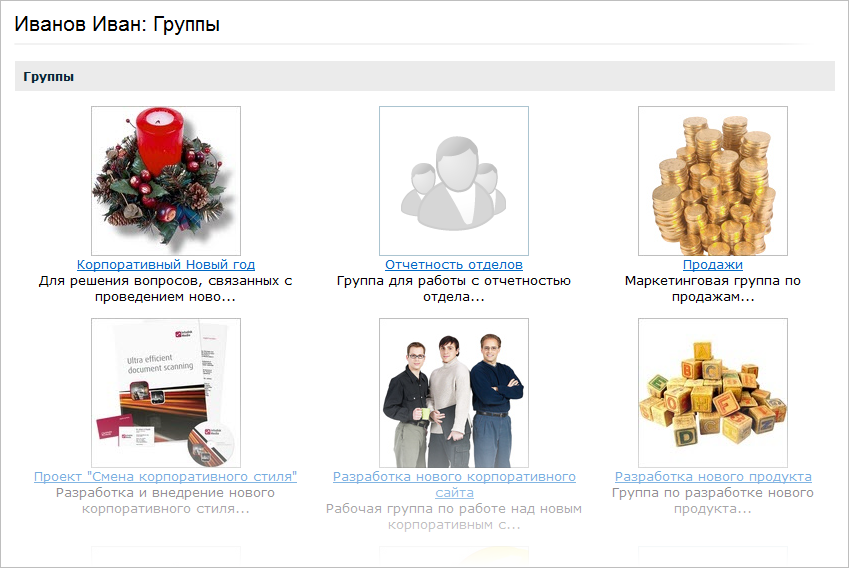 Иванов Иван: Группы
Группы
Корпоративный Новый год
Для решения вопросов, связанных с
проведением ново...
Отчетность отделов
Группа для работы с отчетностью
отдела...
Продажи
Маркетинговая группа по
продажам...
Ultra efficient
document scanning
Проект "Смена корпоративного стиля"
Разработка и внедрение нового
корпоративного стиля...
Разработка нового корпоративного
сайта
Рабочая группа по работе над новым
корпоративным с...
Разработка нового продукта
Группа по разработке нового
продукта...